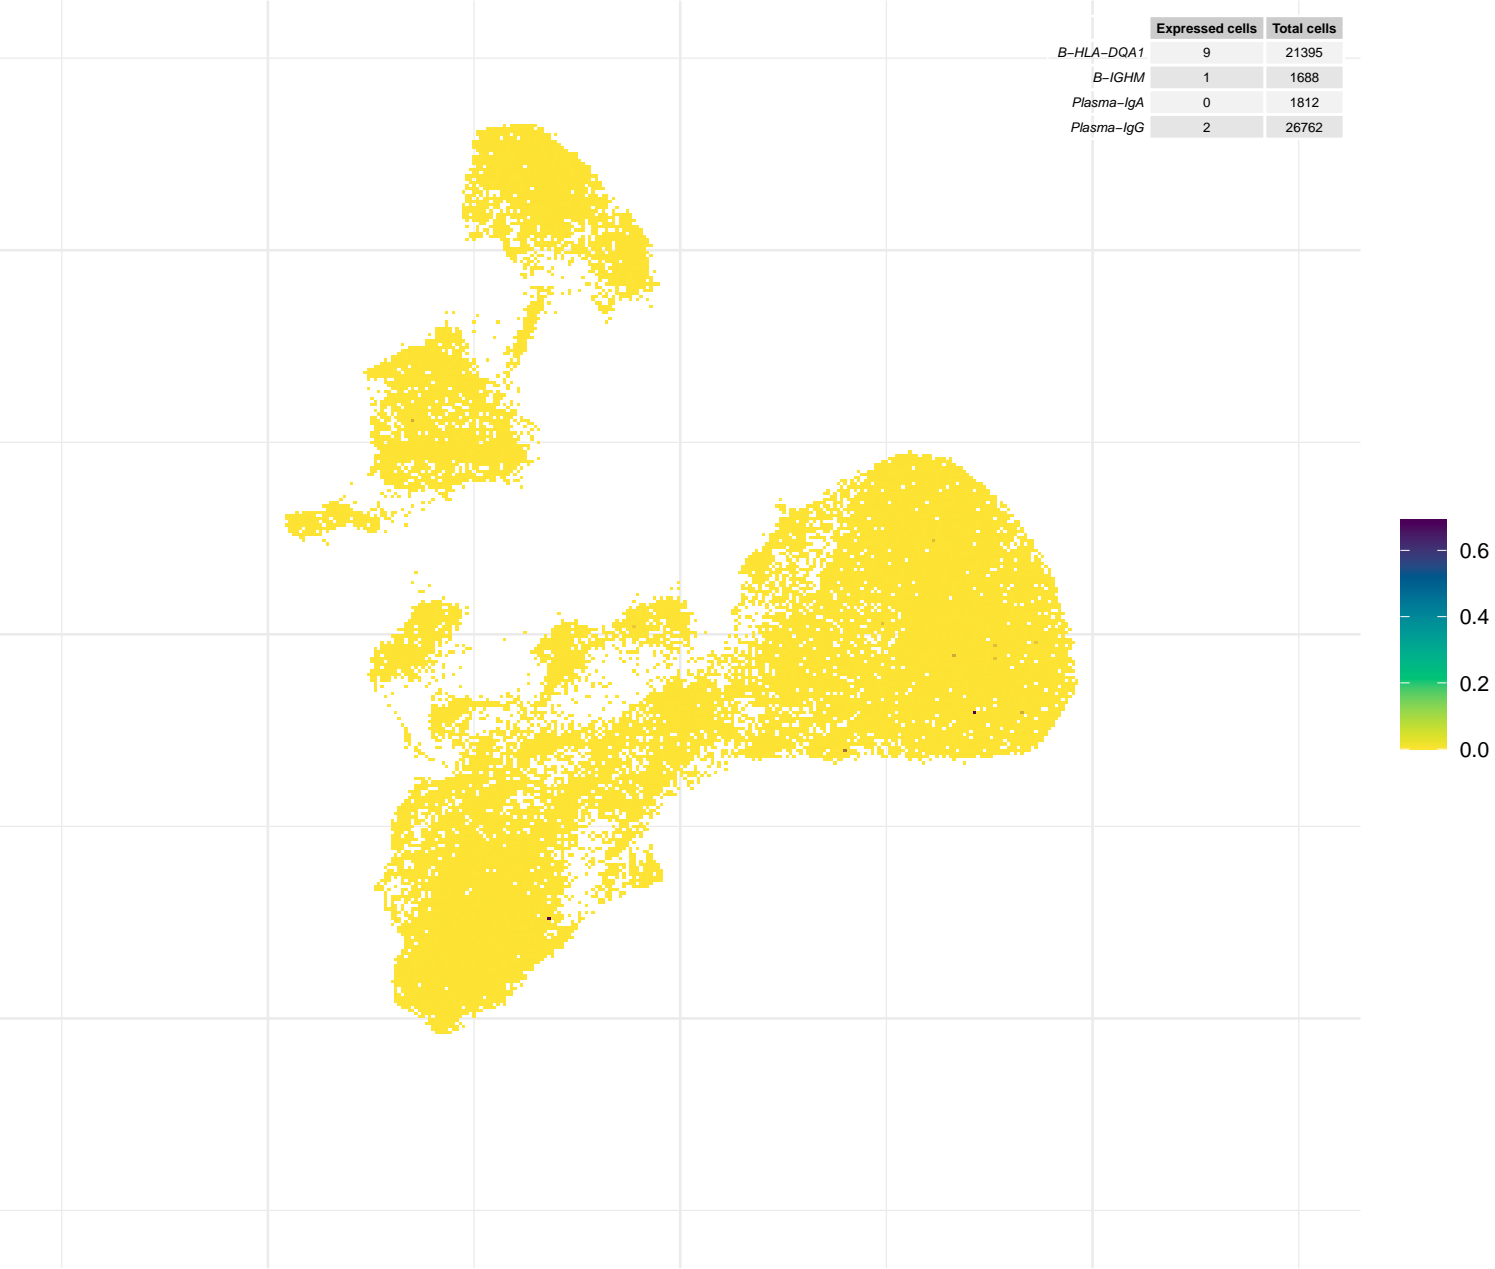 Expressed cells Total cells
B−HLA−DQA1 9 21395
B−IGHM 1 1688
Plasma−IgA 0 1812
Plasma−IgG 2 26762
0.6
0.4
0.2
0.0